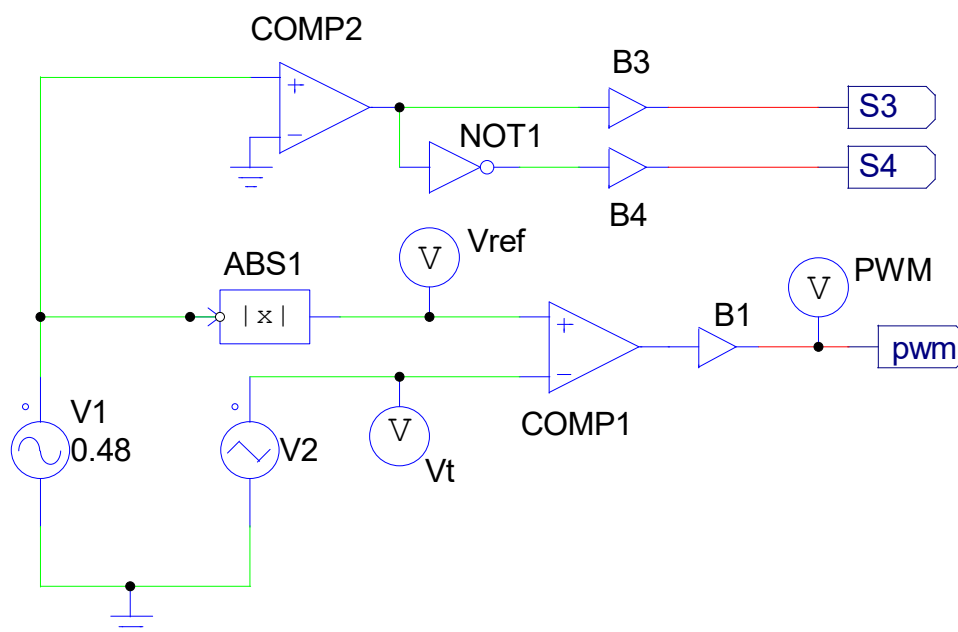 COMP2
B3
+
S3
−
NOT1
S4
B4
Vref
V
ABS1
PWM
V
|x|
B1
+
pwm
−
COMP1
V1
0.48
V2
V
Vt